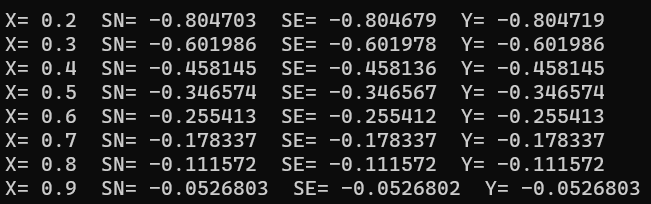 X= 0.2  SN= -0.804703  SE= -0.804679  Y= -0.804719
X= 0.3  SN= -0.601986  SE= -0.601978  Y= -0.601986
X= 0.4  SN= -0.458145  SE= -0.458136  Y= -0.458145
X= 0.5  SN= -0.346574  SE= -0.346567  Y= -0.346574
X= 0.6  SN= -0.255413  SE= -0.255412  Y= -0.255413
X= 0.7  SN= -0.178337  SE= -0.178337  Y= -0.178337
X= 0.8  SN= -0.111572  SE= -0.111572  Y= -0.111572
X= 0.9  SN= -0.0526803  SE= -0.0526802  Y= -0.0526803